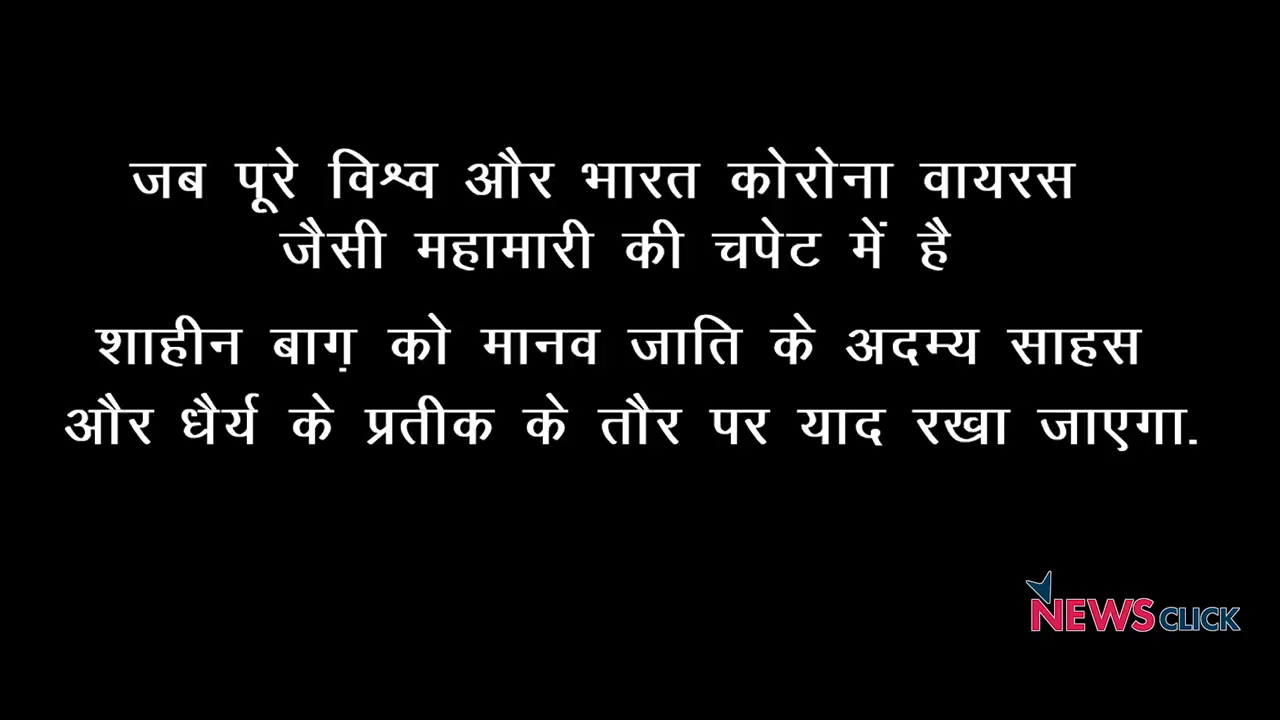 जब पूरे विश्व और भारत कोरोना वायरस
जैसी महामारी की चपेट में है
शाहीन बाग़ को मानव जाति के अदम्य साहस
और धैर्य के प्रतीक के तौर पर याद रखा जाएगा.
NEWSCLICK